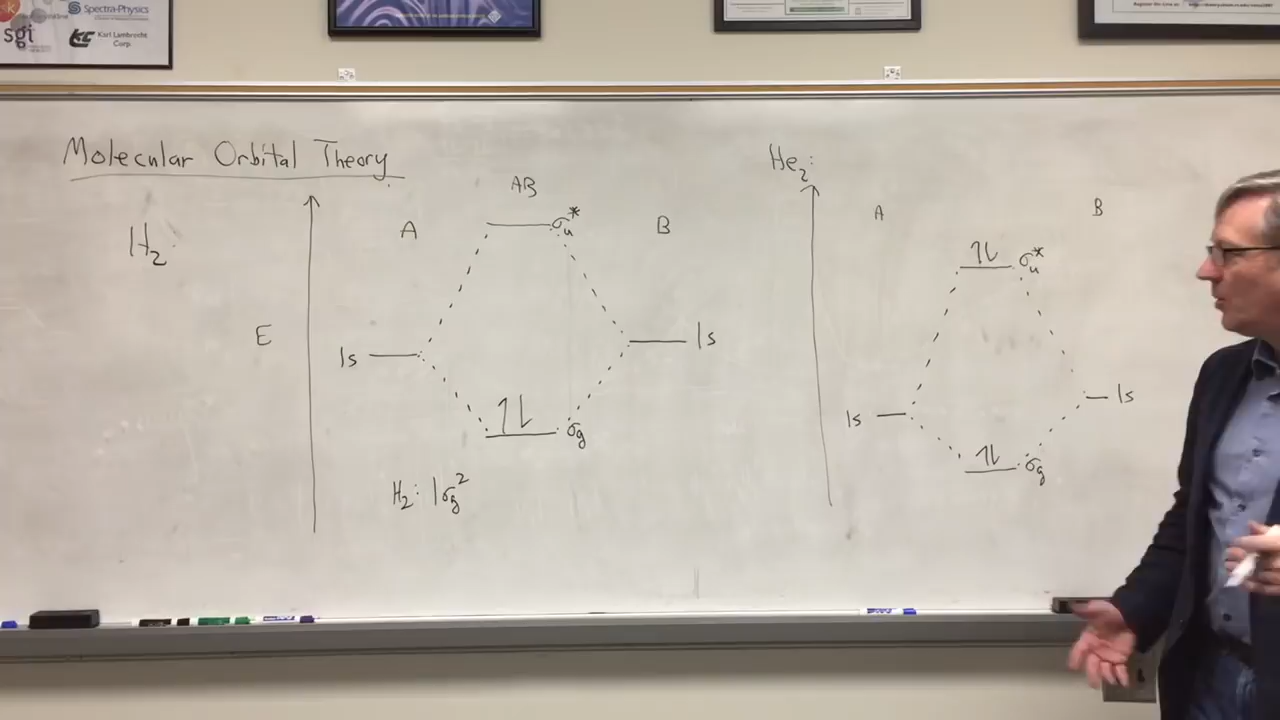 sgt
Spectra-Physics
Karl Lambrecht
Corp.
Molecular Orbital Theory
H₂:
E
A
AB
B
σᵤ*
1s
1s
σg
H₂: 1σg²
He₂:
A
B
σᵤ*
1s
1s
σg